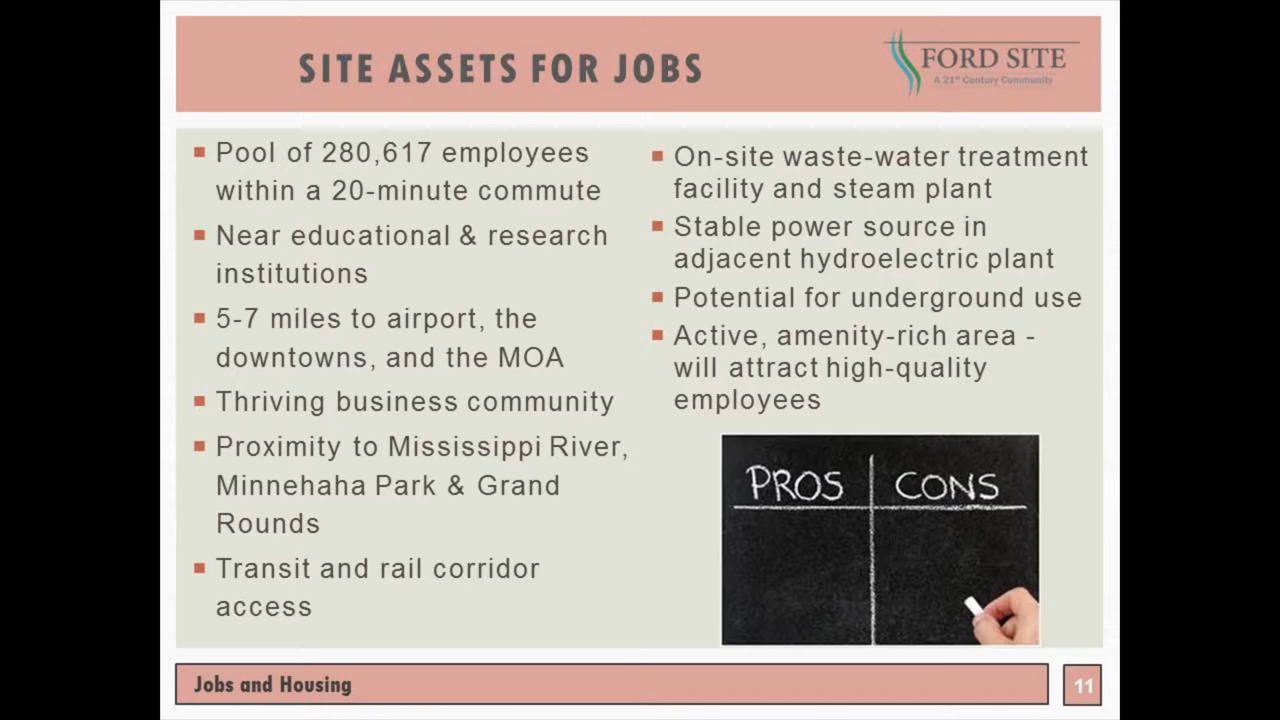 SITE ASSETS FOR JOBS
FORD SITE
A 21st Century Community
▪ Pool of 280,617 employees
within a 20-minute commute
▪ Near educational & research
institutions
▪ 5-7 miles to airport, the
downtowns, and the MOA
▪ Thriving business community
▪ Proximity to Mississippi River,
Minnehaha Park & Grand
Rounds
▪ Transit and rail corridor
access
▪ On-site waste-water treatment
facility and steam plant
▪ Stable power source in
adjacent hydroelectric plant
▪ Potential for underground use
▪ Active, amenity-rich area -
will attract high-quality
employees
PROS CONS
Jobs and Housing
11